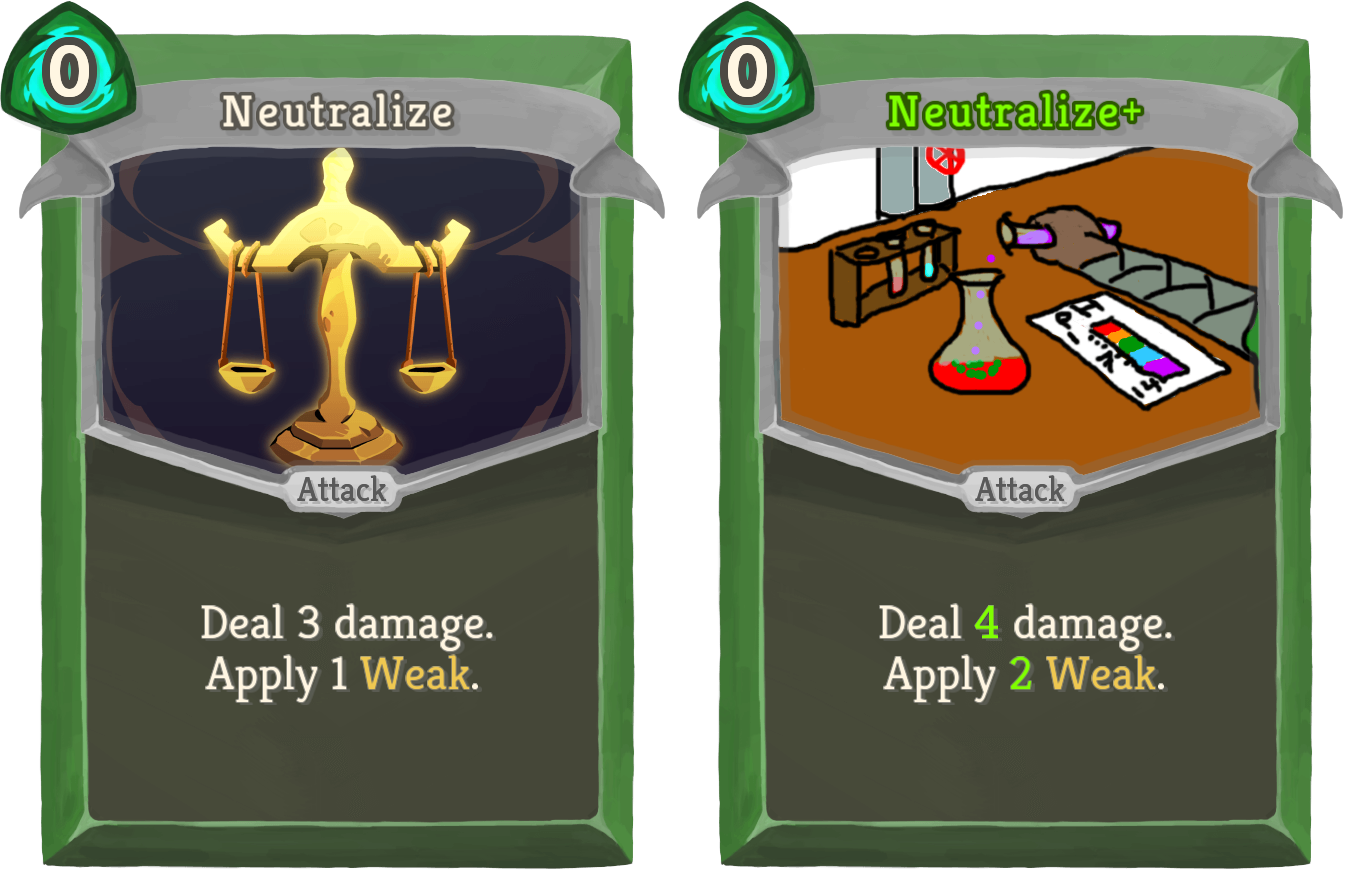 0
Neutralize
Attack
Deal 3 damage.
Apply 1 Weak.
0
Neutralize+
Attack
Deal 4 damage.
Apply 2 Weak.